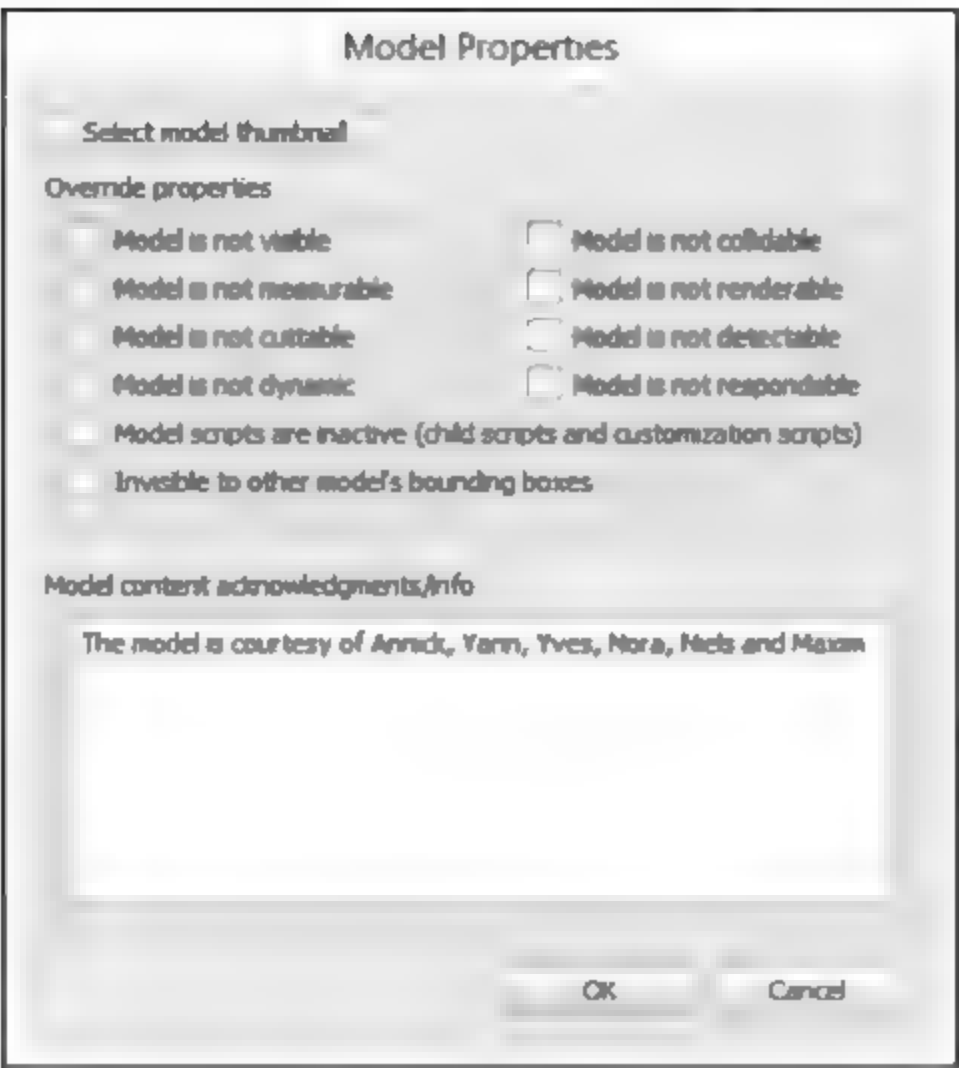 Model Properties
Select model thumbnail
Override properties
Model is not visible
Model is not collidable
Model is not measurable
Model is not renderable
Model is not cuttable
Model is not detectable
Model is not dynamic
Model is not respondable
Model scripts are inactive (child scripts and customization scripts)
Invisible to other model's bounding boxes
Model content acknowledgments/info
The model is courtesy of Annick, Yann, Yves, Nora, Niels and Maxim
OK
Cancel